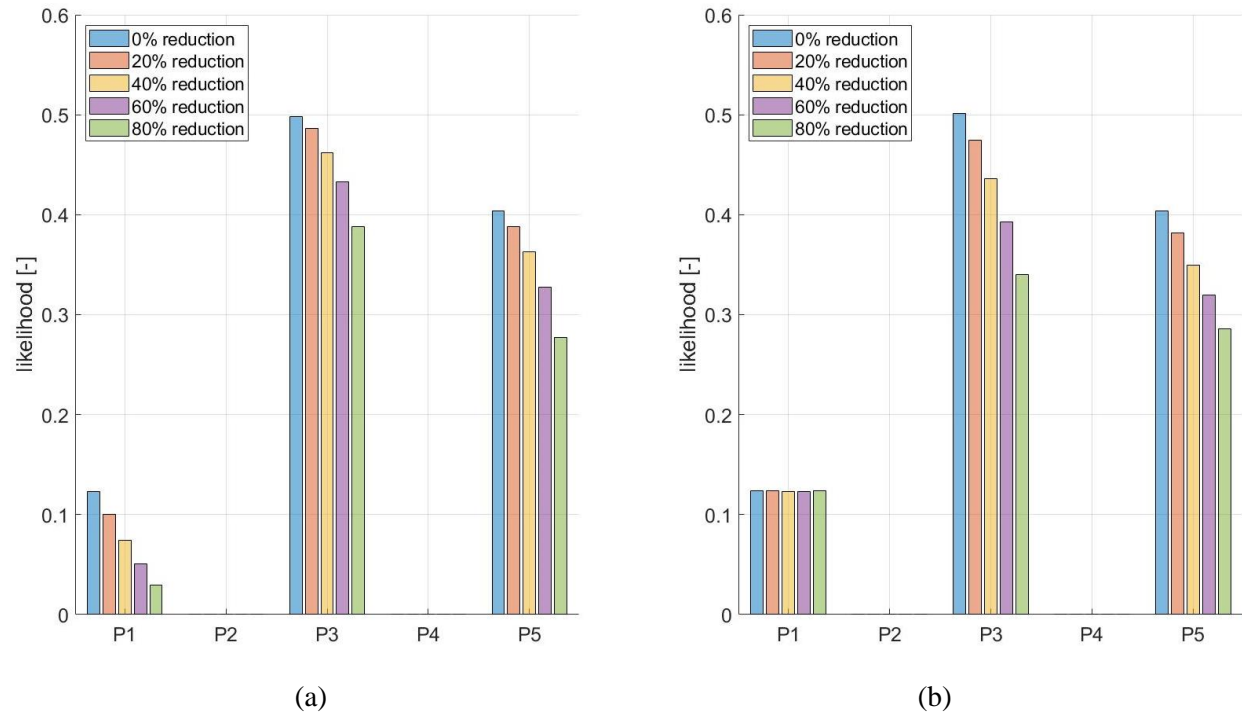 0.6
0.5
0.4
0.3
0.2
0.1
0
likelihood [-]
0% reduction
20% reduction
40% reduction
60% reduction
80% reduction
P1 P2 P3 P4 P5
(a)
0.6
0.5
0.4
0.3
0.2
0.1
0
likelihood [-]
0% reduction
20% reduction
40% reduction
60% reduction
80% reduction
P1 P2 P3 P4 P5
(b)